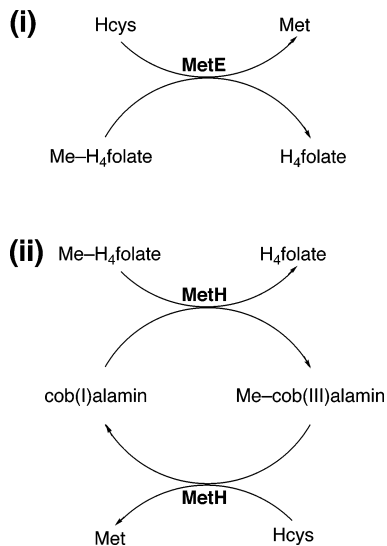 (i)
Hcys Met
MetE
Me–H₄folate H₄folate
(ii) Me–H₄folate H₄folate
MetH
cob(I)alamin Me–cob(III)alamin
MetH
Met Hcys